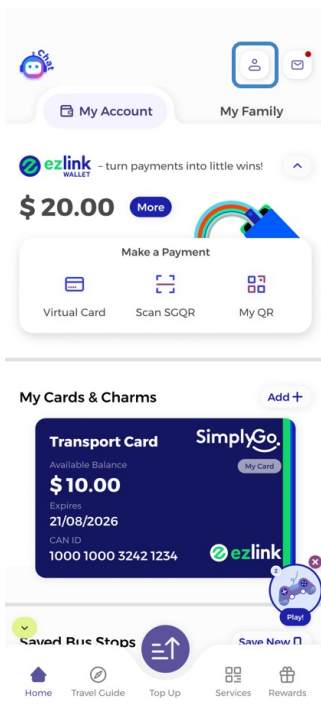 Chat
My Account
My Family
ezlink
WALLET
- turn payments into little wins!
$ 20.00
More
Make a Payment
Virtual Card
Scan SGQR
My QR
My Cards & Charms
Add +
Transport Card
SimplyGo.
Available Balance
My Card
$ 10.00
Expires
21/08/2026
CAN ID
1000 1000 3242 1234
ezlink
2
Play!
Saved Bus Stops
Save New
Home
Travel Guide
Top Up
Services
Rewards